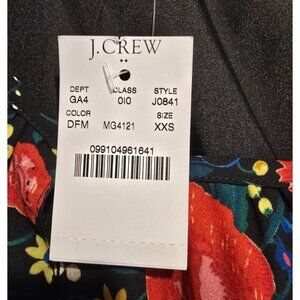 J.CREW
DEPT CLASS STYLE
GA4 010 J0841
COLOR SIZE
DFM MG4121 XXS
099104961641